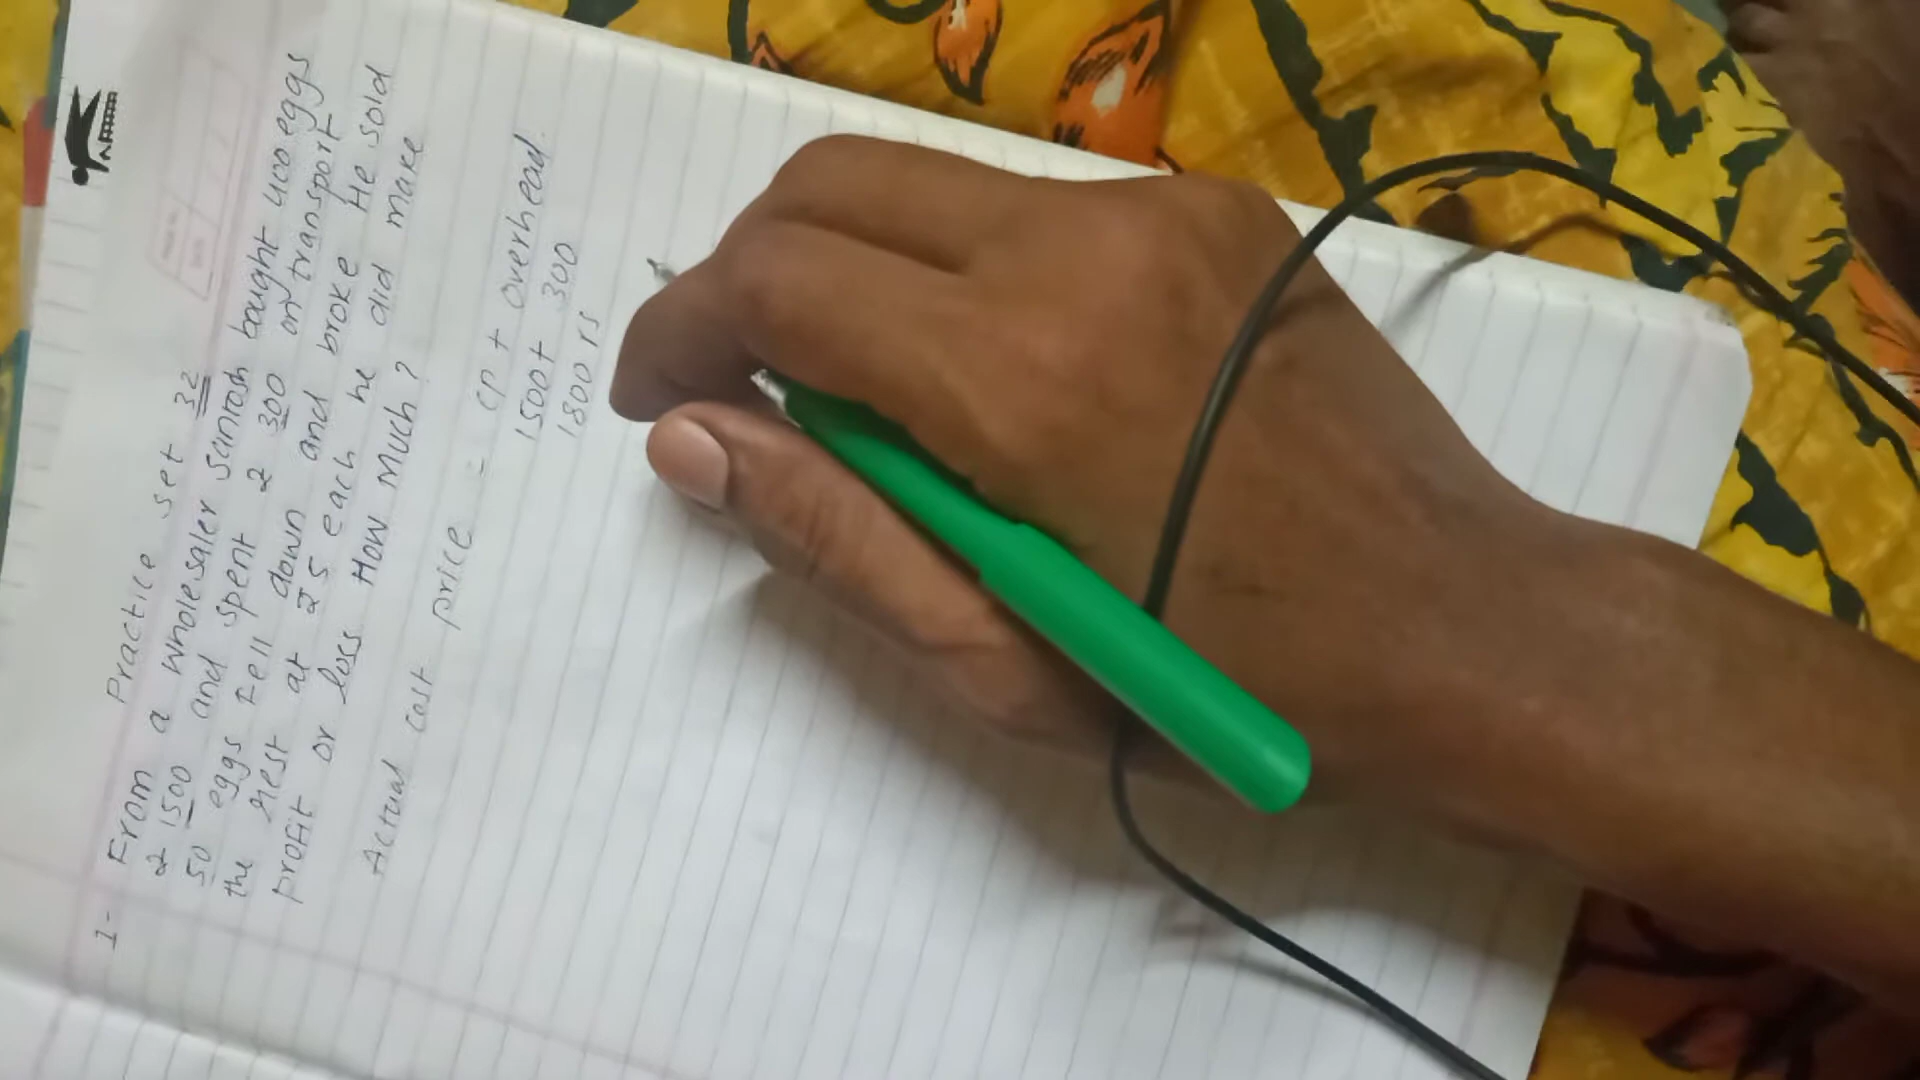 Practice set 32
1- From a wholesaler Santosh bought 400 eggs
₹ 1500 and spent ₹ 300 on transport
50 eggs fell down and broke He sold
the rest at ₹ 5 each he did make
profit or loss How Much ?
Actual cost price = CP + overhead
1500 + 300
1800 rs